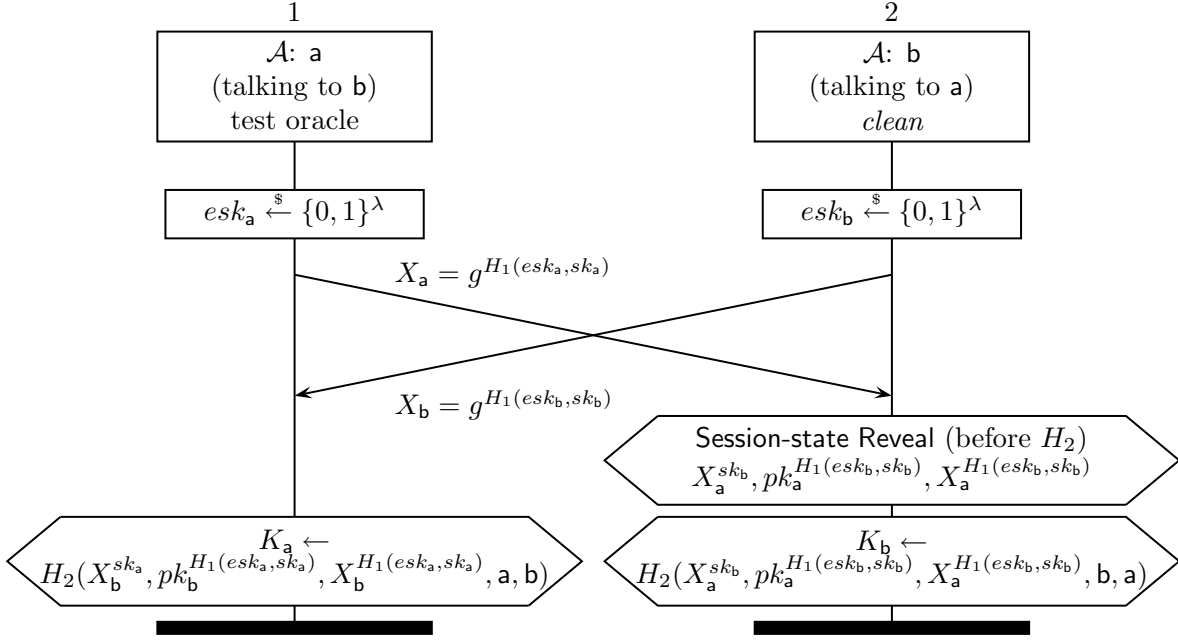 1
2
𝒜: a
(talking to b)
test oracle
𝒜: b
(talking to a)
clean
esk_a ←$ {0, 1}^λ
esk_b ←$ {0, 1}^λ
X_a = g^{H_1(esk_a,sk_a)}
X_b = g^{H_1(esk_b,sk_b)}
Session-state Reveal (before H_2)
X_a^{sk_b}, pk_a^{H_1(esk_b,sk_b)}, X_a^{H_1(esk_b,sk_b)}
K_a ←
H_2(X_b^{sk_a}, pk_b^{H_1(esk_a,sk_a)}, X_b^{H_1(esk_a,sk_a)}, a, b)
K_b ←
H_2(X_a^{sk_b}, pk_a^{H_1(esk_b,sk_b)}, X_a^{H_1(esk_b,sk_b)}, b, a)